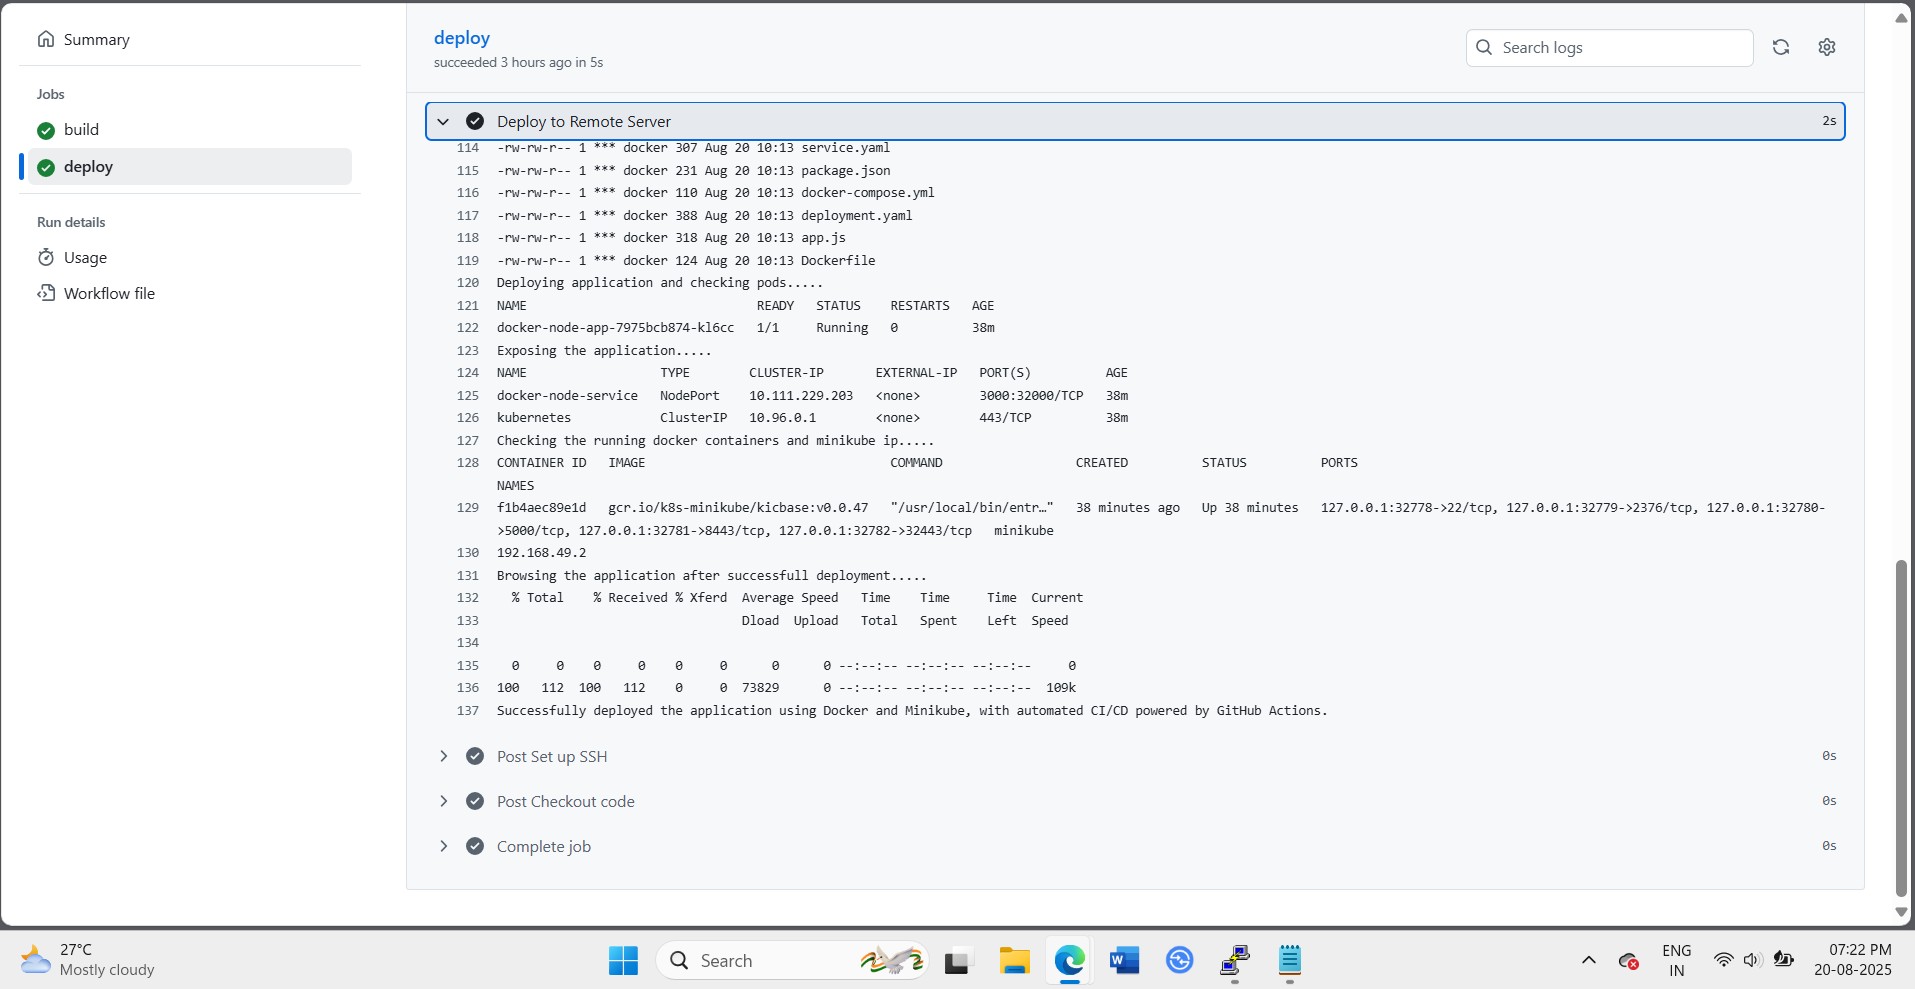 Summary
Jobs
build
deploy
Run details
Usage
Workflow file
deploy
succeeded 3 hours ago in 5s
Search logs
Deploy to Remote Server 2s
114 -rw-rw-r-- 1 *** docker 307 Aug 20 10:13 service.yaml
115 -rw-rw-r-- 1 *** docker 231 Aug 20 10:13 package.json
116 -rw-rw-r-- 1 *** docker 110 Aug 20 10:13 docker-compose.yml
117 -rw-rw-r-- 1 *** docker 388 Aug 20 10:13 deployment.yaml
118 -rw-rw-r-- 1 *** docker 318 Aug 20 10:13 app.js
119 -rw-rw-r-- 1 *** docker 124 Aug 20 10:13 Dockerfile
120 Deploying application and checking pods.....
121 NAME READY STATUS RESTARTS AGE
122 docker-node-app-7975bcb874-kl6cc 1/1 Running 0 38m
123 Exposing the application.....
124 NAME TYPE CLUSTER-IP EXTERNAL-IP PORT(S) AGE
125 docker-node-service NodePort 10.111.229.203 <none> 3000:32000/TCP 38m
126 kubernetes ClusterIP 10.96.0.1 <none> 443/TCP 38m
127 Checking the running docker containers and minikube ip.....
128 CONTAINER ID IMAGE COMMAND CREATED STATUS PORTS
NAMES
129 f1b4aec89e1d gcr.io/k8s-minikube/kicbase:v0.0.47 "/usr/local/bin/entr…" 38 minutes ago Up 38 minutes 127.0.0.1:32778->22/tcp, 127.0.0.1:32779->2376/tcp, 127.0.0.1:32780-
>5000/tcp, 127.0.0.1:32781->8443/tcp, 127.0.0.1:32782->32443/tcp minikube
130 192.168.49.2
131 Browsing the application after successfull deployment.....
132 % Total % Received % Xferd Average Speed Time Time Time Current
133 Dload Upload Total Spent Left Speed
134
135 0 0 0 0 0 0 0 0 --:--:-- --:--:-- --:--:-- 0
136 100 112 100 112 0 0 73829 0 --:--:-- --:--:-- --:--:-- 109k
137 Successfully deployed the application using Docker and Minikube, with automated CI/CD powered by GitHub Actions.
Post Set up SSH 0s
Post Checkout code 0s
Complete job 0s
27°C
Mostly cloudy
Search
W
ENG
IN
07:22 PM
20-08-2025